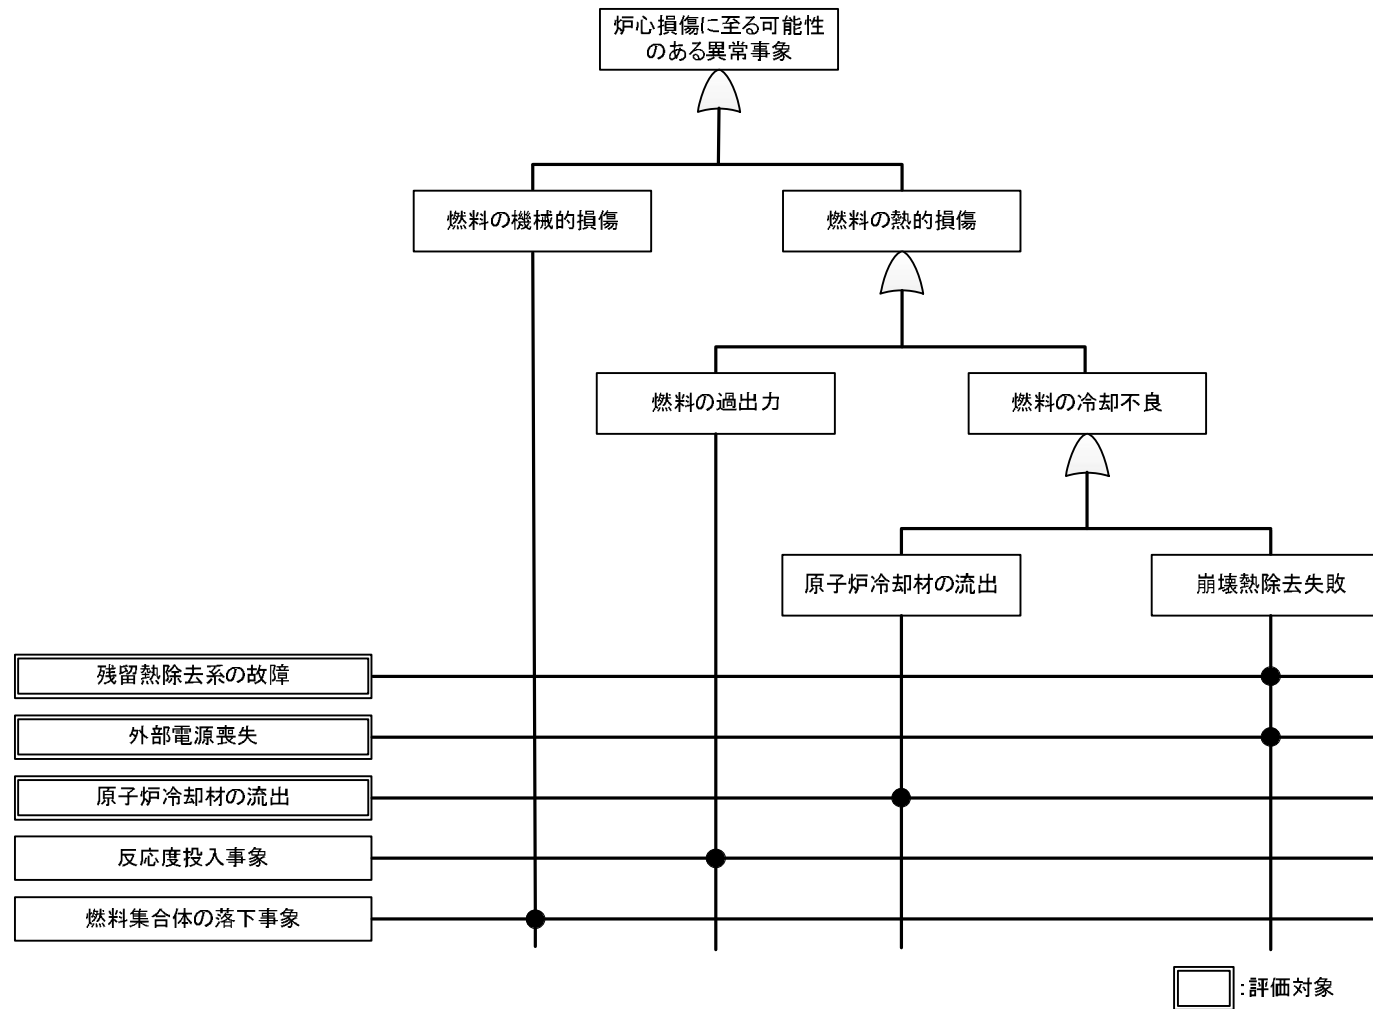 炉心損傷に至る可能性
のある異常事象
燃料の機械的損傷
燃料の熱的損傷
燃料の過出力
燃料の冷却不良
原子炉冷却材の流出
崩壊熱除去失敗
残留熱除去系の故障
外部電源喪失
原子炉冷却材の流出
反応度投入事象
燃料集合体の落下事象
:評価対象